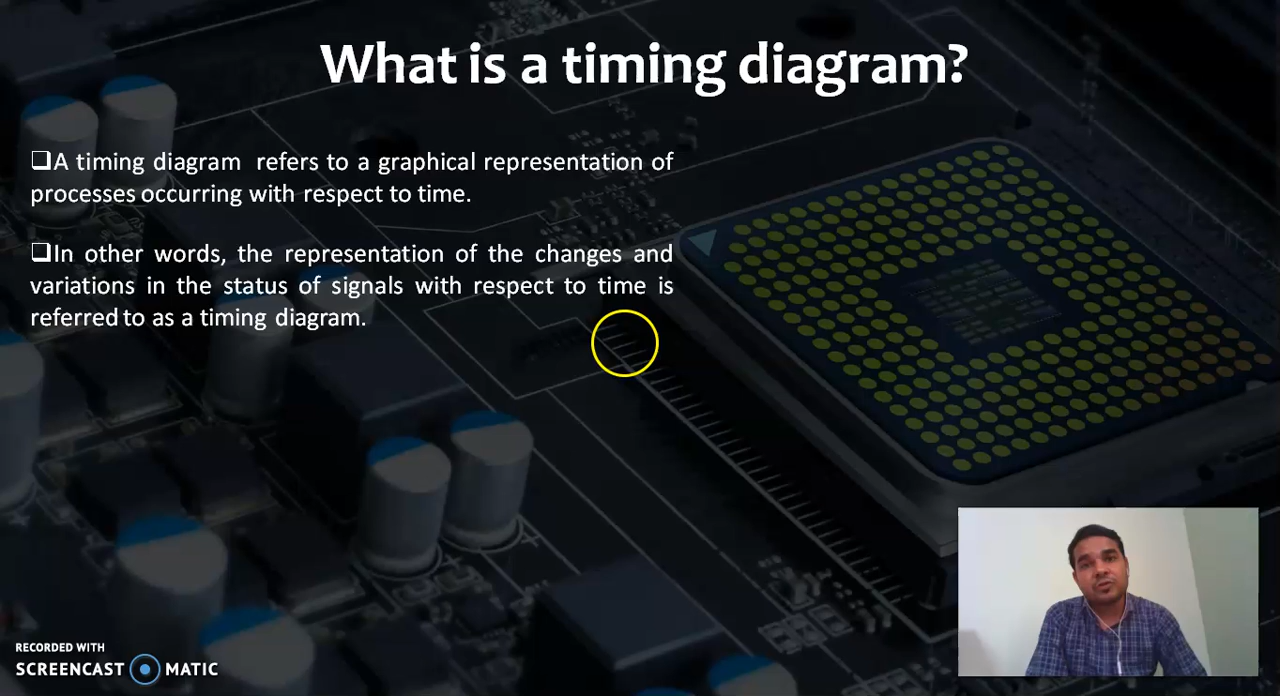 What is a timing diagram?
❑A timing diagram refers to a graphical representation of
processes occurring with respect to time.
❑In other words, the representation of the changes and
variations in the status of signals with respect to time is
referred to as a timing diagram.
RECORDED WITH
SCREENCAST MATIC